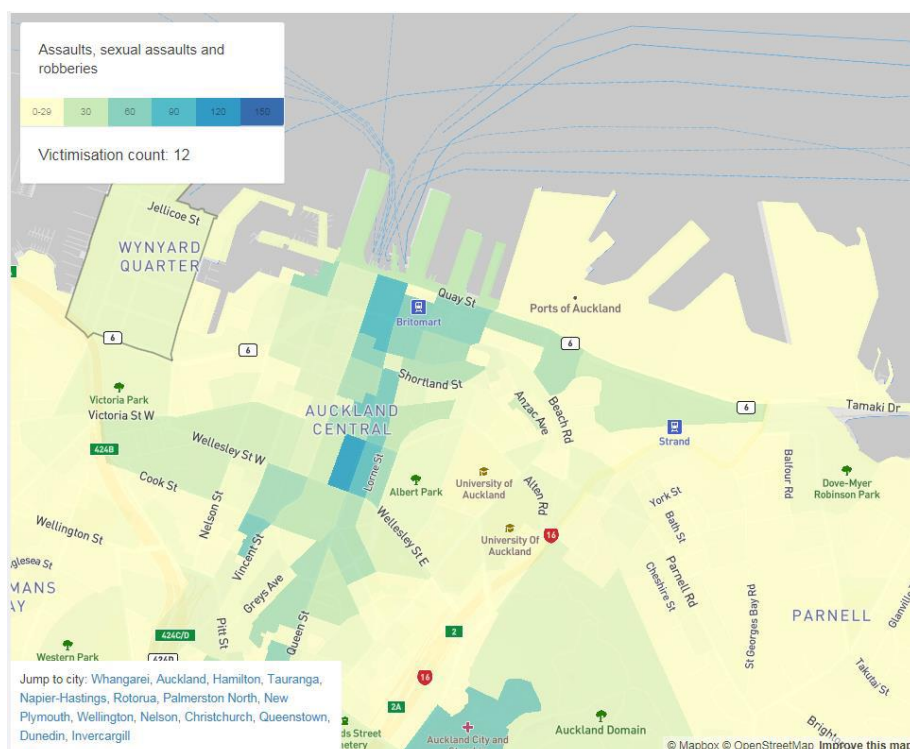 Assaults, sexual assaults and
robberies
0-29 30 60 90 120 150
Victimisation count: 12
Jellicoe St
WYNYARD
QUARTER
6
6
Quay St
Britomart
Ports of Auckland
6
Shortland St
Victoria Park
Victoria St W
AUCKLAND
CENTRAL
Anzac Ave
Beach Rd
6
Tamaki Dr
Strand
424B
Wellesley St W
Lorne St
Albert Park
University of
Auckland
Balfour Rd
Dove-Myer
Robinson Park
Cook St
Nelson St
Alten Rd
York St
Wellington St
Wellesley St E
University Of
Auckland
16
Bath St
Vincent St
Parnell Rd
Cheshire St
Greys Ave
St Georges Bay Rd
PARNELL
Pitt St
Queen St
424C/D
2
Western Park
16
Takutai St
2A
Auckland Domain
Auckland City and
Jump to city: Whangarei, Auckland, Hamilton, Tauranga,
Napier-Hastings, Rotorua, Palmerston North, New
Plymouth, Wellington, Nelson, Christchurch, Queenstown,
Dunedin, Invercargill
© Mapbox © OpenStreetMap Improve this map